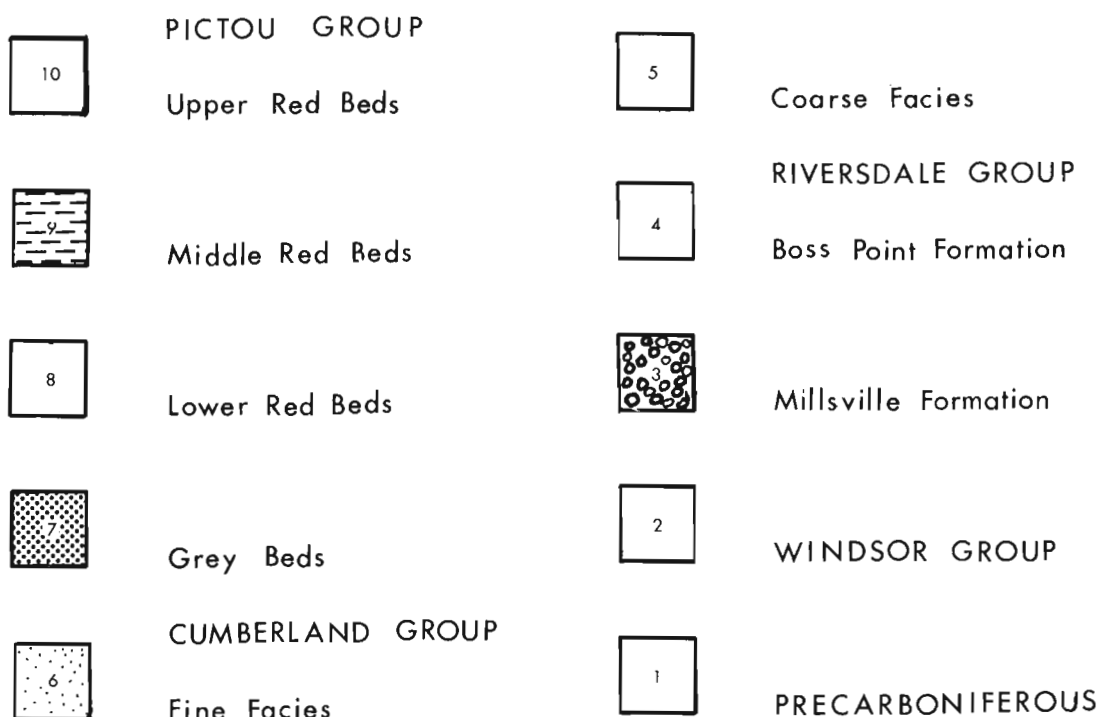 PICTOU GROUP
10
Upper Red Beds
9
Middle Red Beds
8
Lower Red Beds
7
Grey Beds
CUMBERLAND GROUP
6
Fine Facies
5
Coarse Facies
RIVERSDALE GROUP
4
Boss Point Formation
3
Millsville Formation
2
WINDSOR GROUP
1
PRECARBONIFEROUS